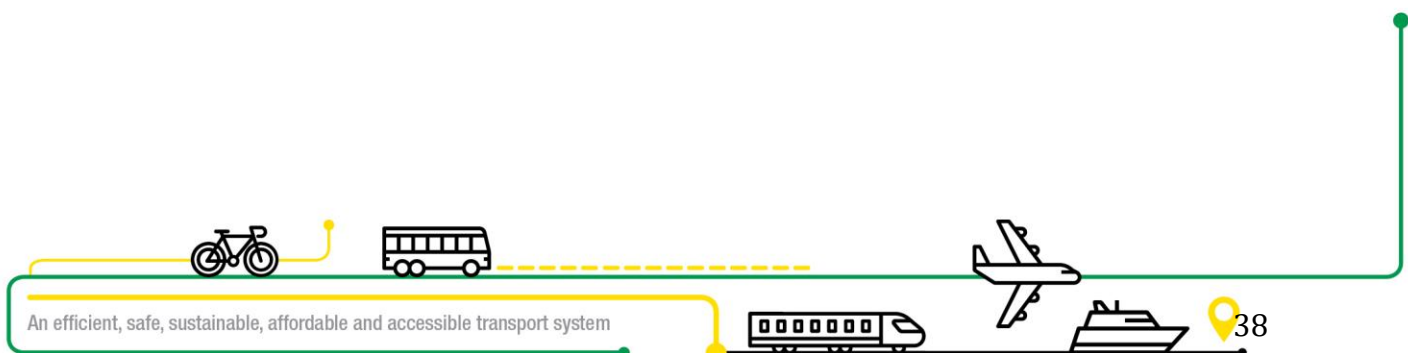 An efficient, safe, sustainable, affordable and accessible transport system
38